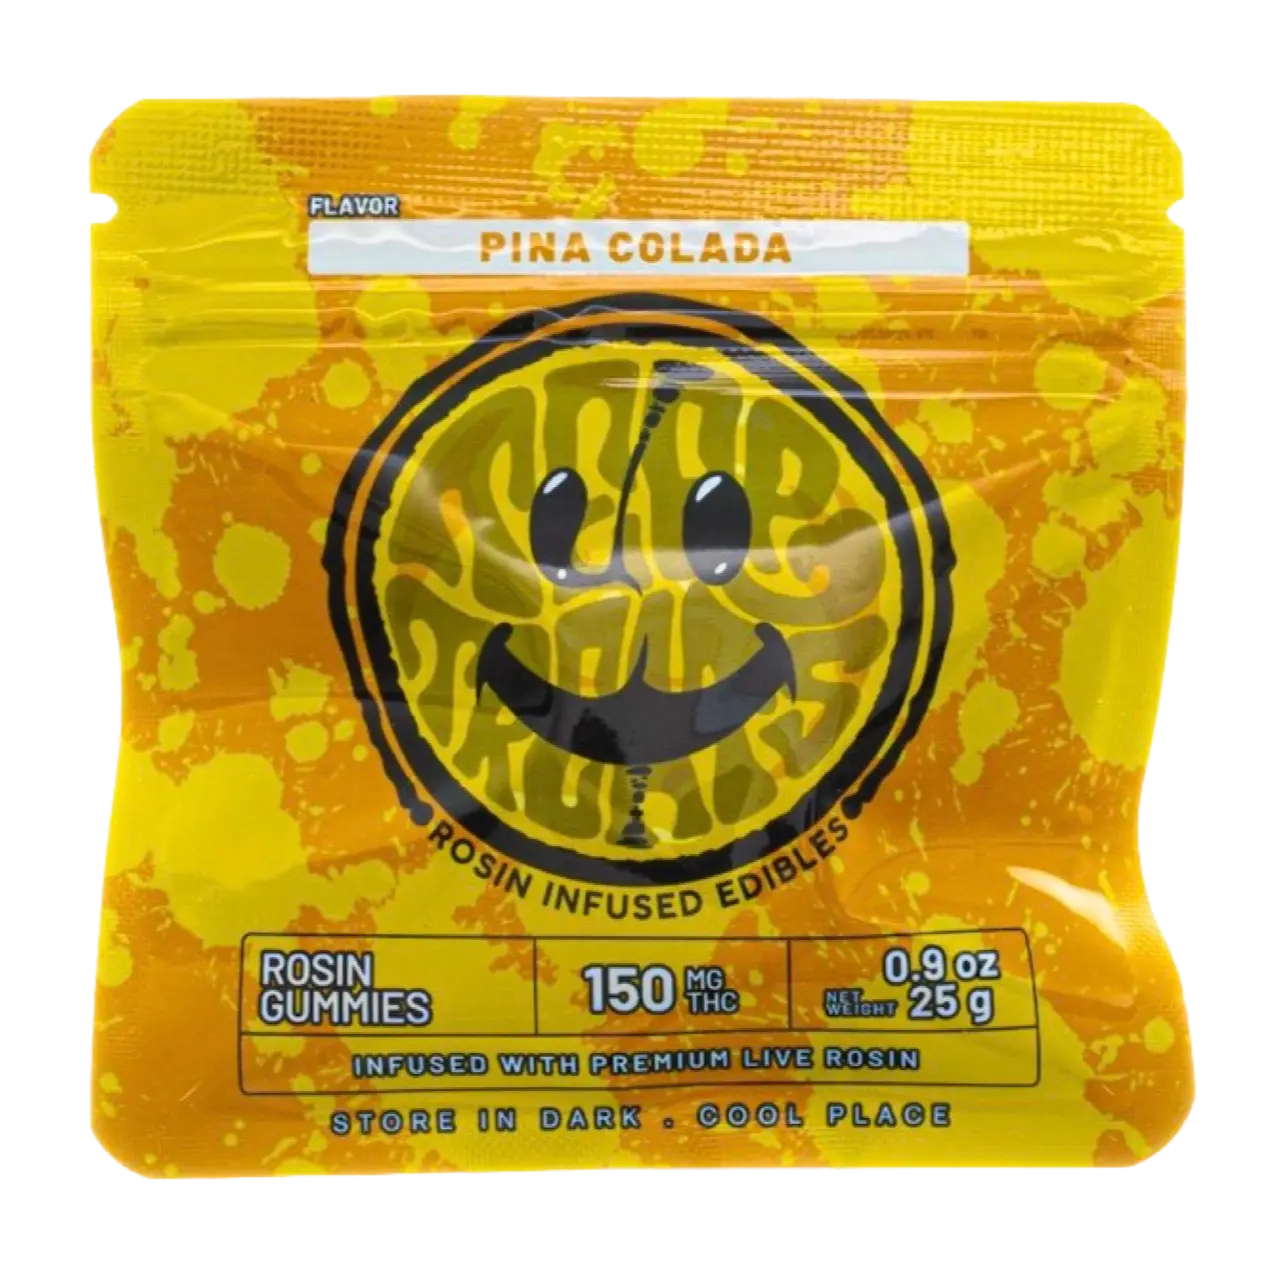 FLAVOR
PINA COLADA
ROSIN INFUSED EDIBLES
ROSIN
GUMMIES
150 MG
THC
0.9 oz
NET
WEIGHT 25 g
INFUSED WITH PREMIUM LIVE ROSIN
STORE IN DARK . COOL PLACE